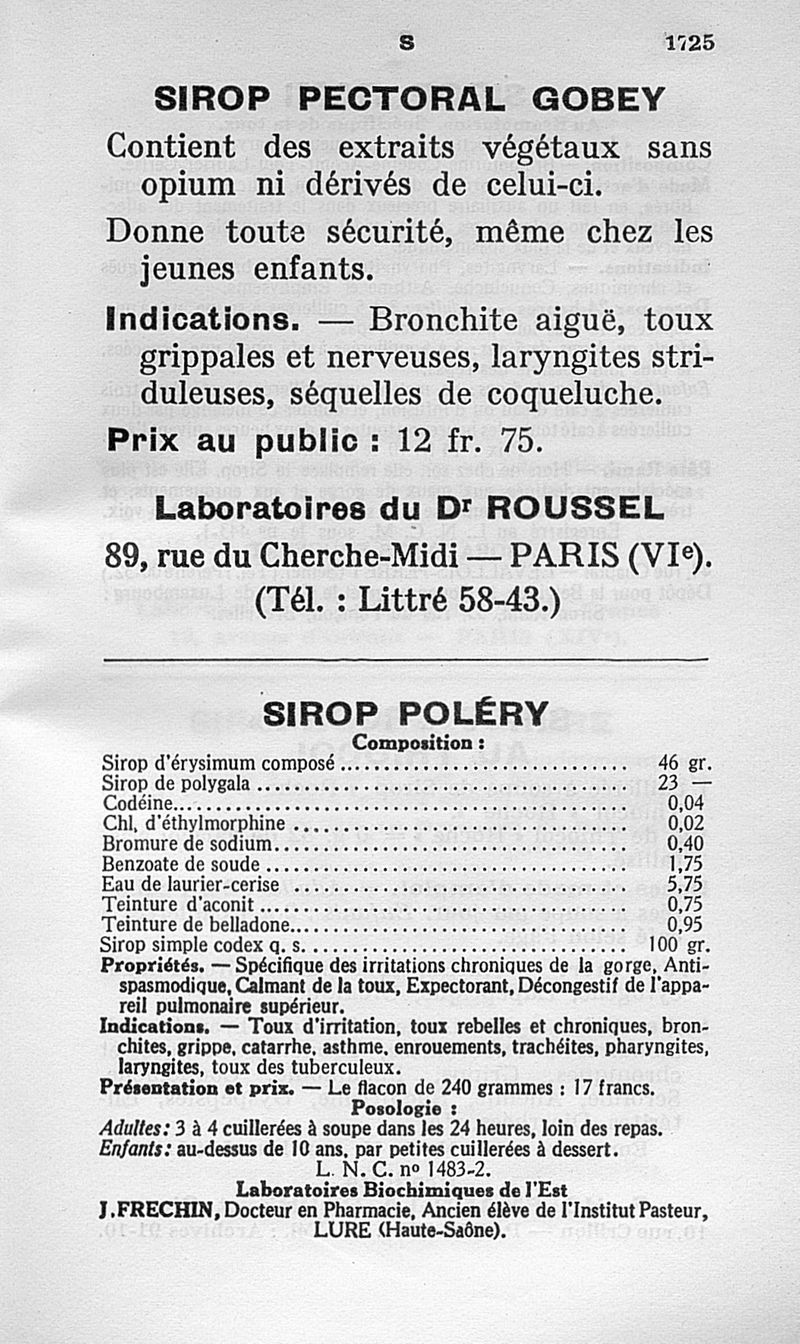 S 1725
SIROP PECTORAL GOBEY
Contient des extraits végétaux sans
opium ni dérivés de celui-ci.
Donne toute sécurité, même chez les
jeunes enfants.
Indications. — Bronchite aiguë, toux
grippales et nerveuses, laryngites stri-
duleuses, séquelles de coqueluche.
Prix au public : 12 fr. 75.
Laboratoires du Dr ROUSSEL
89, rue du Cherche-Midi — PARIS (VIe).
(Tél. : Littré 58-43.)
SIROP POLÉRY
Composition :
Sirop d'érysimum composé .............................. 46 gr.
Sirop de polygala ...................................... 23 —
Codéine................................................ 0,04
Chl. d'éthylmorphine .................................. 0,02
Bromure de sodium..................................... 0,40
Benzoate de soude ..................................... 1,75
Eau de laurier-cerise .................................. 5,75
Teinture d'aconit ...................................... 0,75
Teinture de belladone.................................. 0,95
Sirop simple codex q. s................................. 100 gr.
Propriétés. — Spécifique des irritations chroniques de la gorge, Anti-
spasmodique, Calmant de la toux, Expectorant, Décongestif de l'appa-
reil pulmonaire supérieur.
Indications. — Toux d'irritation, toux rebelles et chroniques, bron-
chites, grippe, catarrhe, asthme, enrouements, trachéites, pharyngites,
laryngites, toux des tuberculeux.
Présentation et prix. — Le flacon de 240 grammes : 17 francs.
Posologie :
Adultes : 3 à 4 cuillerées à soupe dans les 24 heures, loin des repas.
Enfants : au-dessus de 10 ans, par petites cuillerées à dessert.
L. N. C. no 1483-2.
Laboratoires Biochimiques de l'Est
J. FRECHIN, Docteur en Pharmacie, Ancien élève de l'Institut Pasteur,
LURE (Haute-Saône).